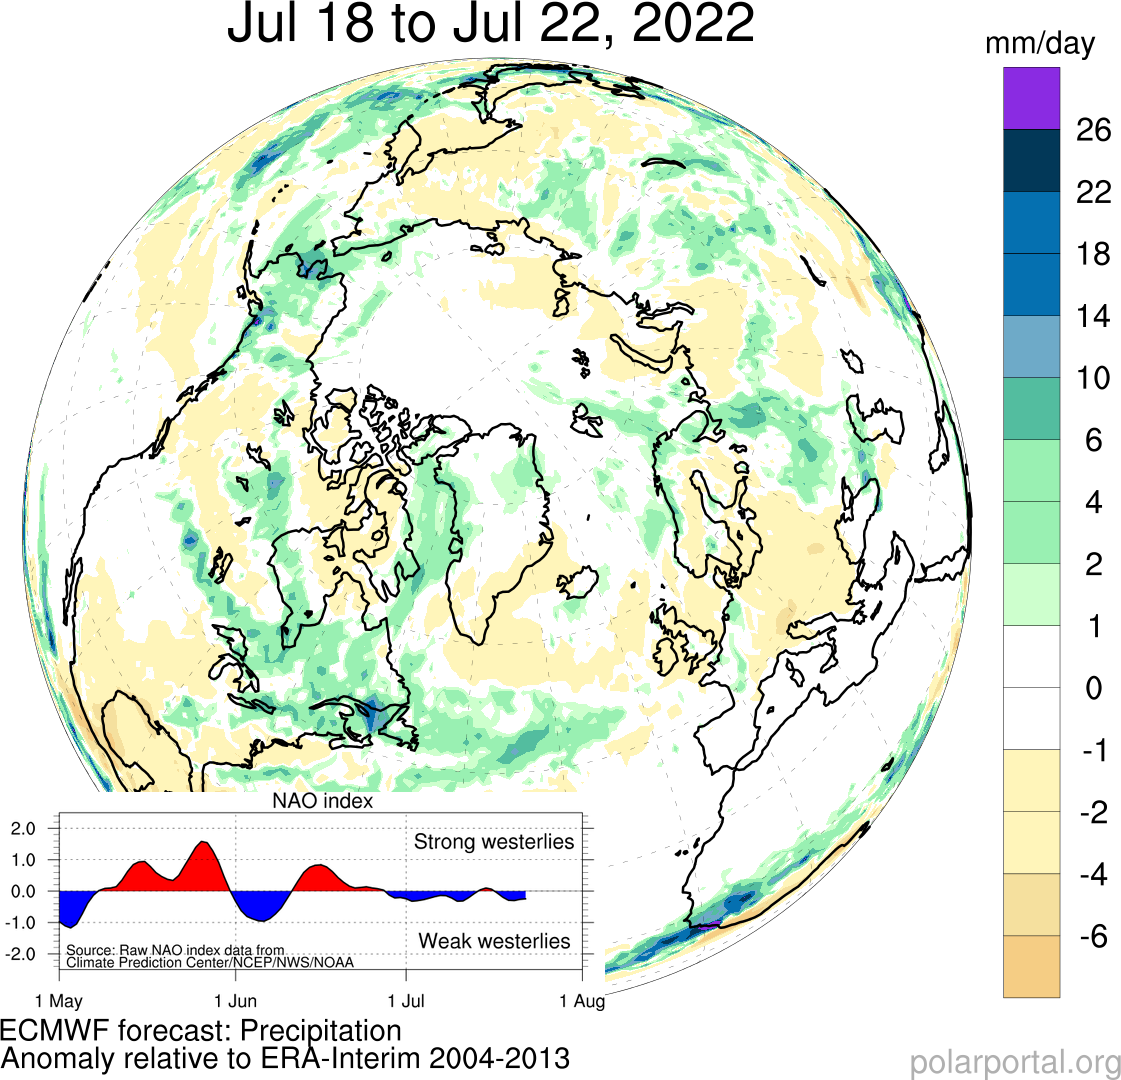 Jul 18 to Jul 22, 2022
mm/day
26
22
18
14
10
6
4
2
1
0
-1
-2
-4
-6
NAO index
2.0
1.0
0.0
-1.0
-2.0
Strong westerlies
Weak westerlies
Source: Raw NAO index data from
Climate Prediction Center/NCEP/NWS/NOAA
1 May
1 Jun
1 Jul
1 Aug
ECMWF forecast: Precipitation
Anomaly relative to ERA-Interim 2004-2013
polarportal.org